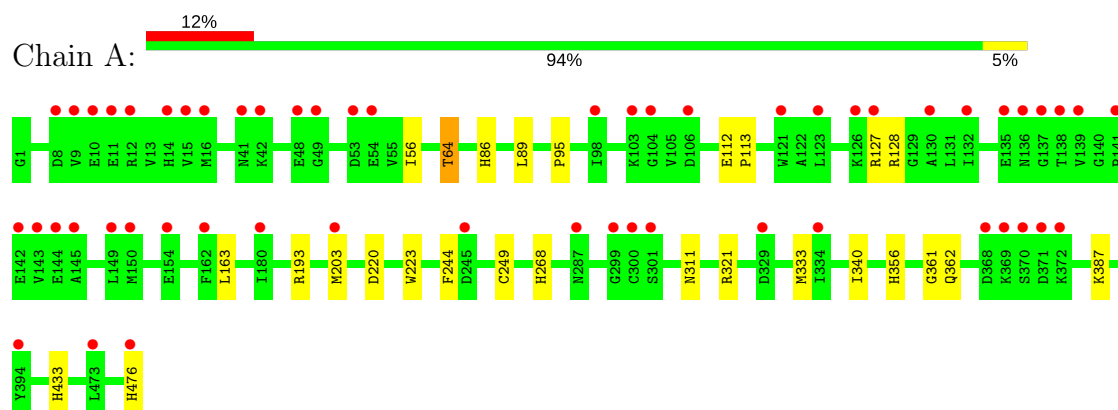 12%
Chain A:
94% 5%
G1 D8 V9 E10 E11 R12 V13 H14 V15 M16 N41 K42 E48 G49 D53 E54 V55 I56 T64 H86 L89 P95 I98 K103 G104 V105 D106 E112 P113 W121 A122 L123 K126 R127 R128 G129 A130 L131 I132 E135 N136 G137 T138 V139 G140
E142 V143 E144 A145 L149 M150 E154 F162 L163 I180 R193 M203 D220 W223 F244 D245 C249 H268 N287 G299 C300 S301 N311 R321 D329 M333 I334 I340 H356 G361 Q362 D368 K369 S370 D371 K372 K387
Y394 H433 L473 H476